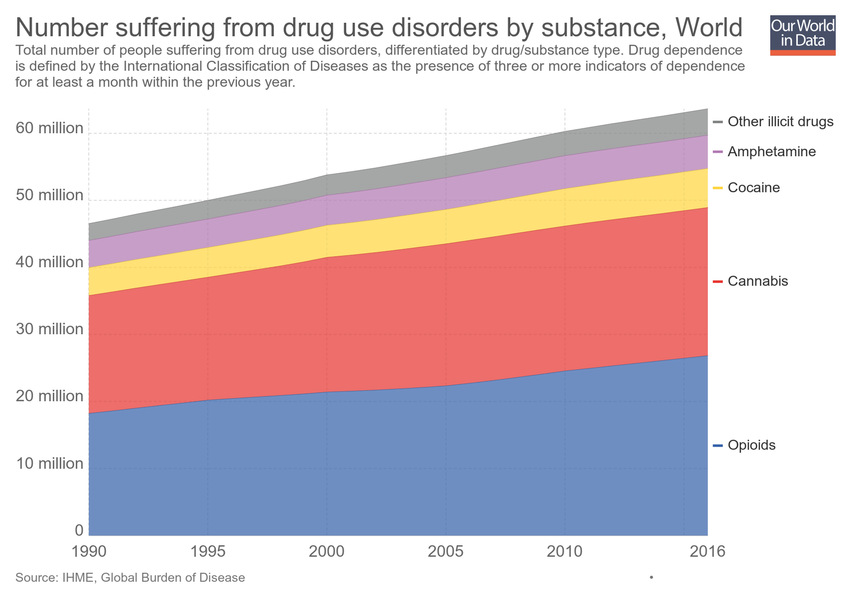 Number suffering from drug use disorders by substance, World
Our World
in Data
Total number of people suffering from drug use disorders, differentiated by drug/substance type. Drug dependence
is defined by the International Classification of Diseases as the presence of three or more indicators of dependence
for at least a month within the previous year.
60 million
50 million
40 million
30 million
20 million
10 million
0
Other illicit drugs
Amphetamine
Cocaine
Cannabis
Opioids
1990
1995
2000
2005
2010
2016
Source: IHME, Global Burden of Disease